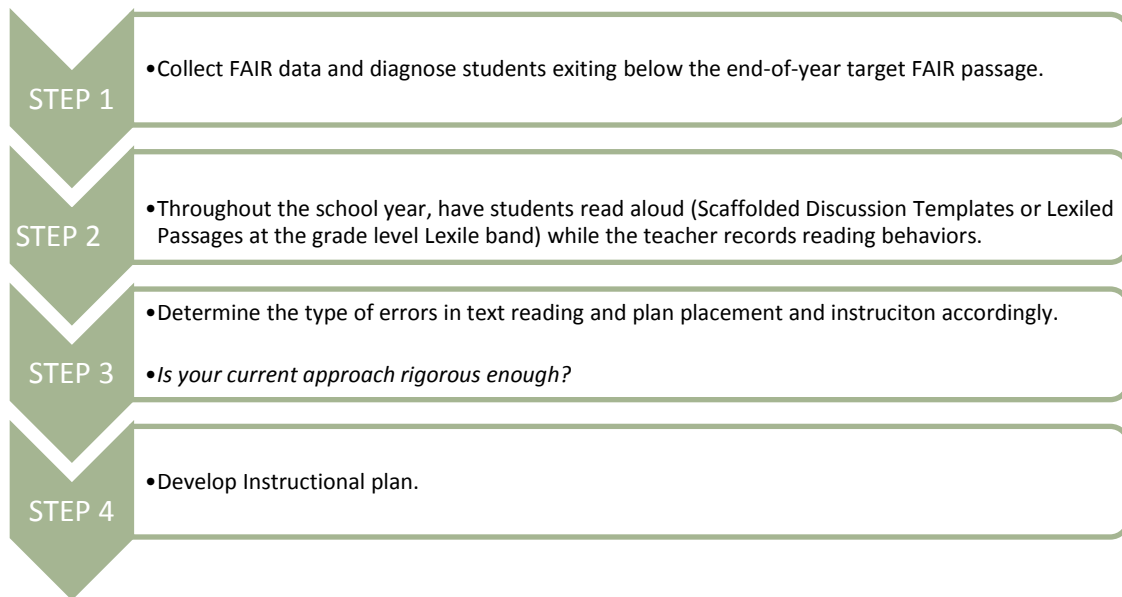 STEP 1
•Collect FAIR data and diagnose students exiting below the end-of-year target FAIR passage.
STEP 2
•Throughout the school year, have students read aloud (Scaffolded Discussion Templates or Lexiled
Passages at the grade level Lexile band) while the teacher records reading behaviors.
STEP 3
•Determine the type of errors in text reading and plan placement and instruciton accordingly.
•Is your current approach rigorous enough?
STEP 4
•Develop Instructional plan.